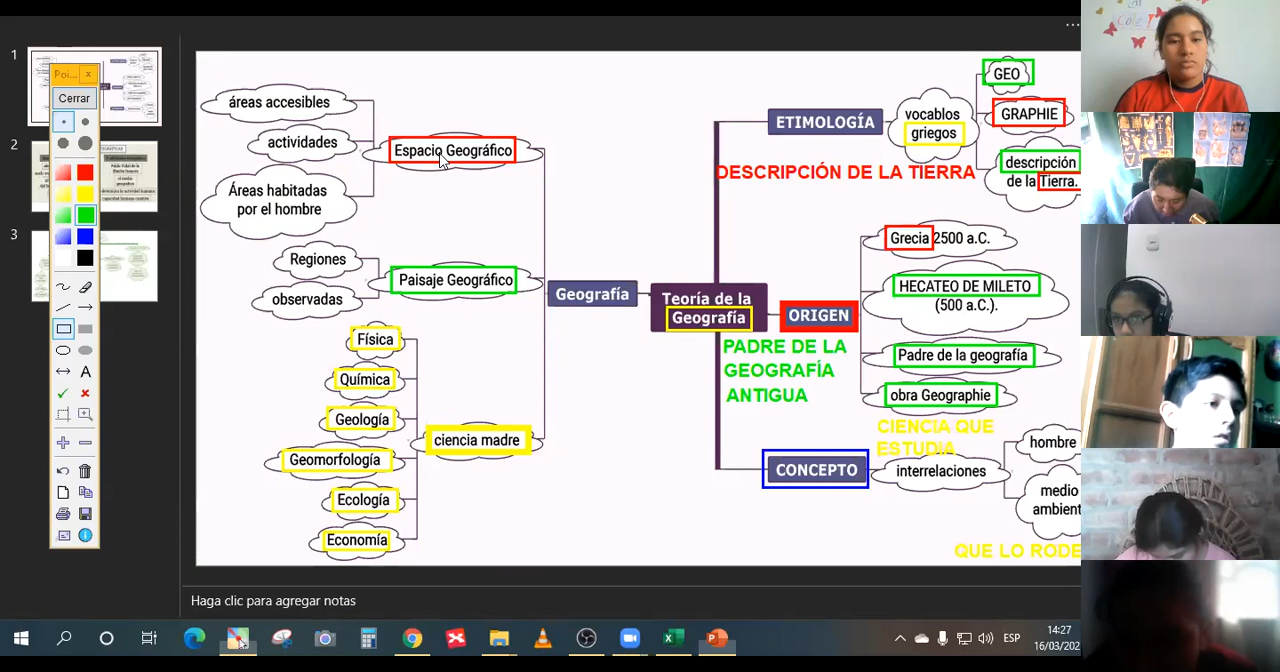 1
2
3
Poi... x
Cerrar
áreas accesibles
actividades
Áreas habitadas
por el hombre
Espacio Geográfico
Regiones
observadas
Paisaje Geográfico
Física
Química
Geología
Geomorfología
Ecología
Economía
ciencia madre
Geografía
Teoría de la
Geografía
ETIMOLOGÍA
vocablos
griegos
GEO
GRAPHIE
descripción
de la Tierra.
DESCRIPCIÓN DE LA TIERRA
ORIGEN
Grecia 2500 a.C.
HECATEO DE MILETO
(500 a.C.).
Padre de la geografía
obra Geographie
PADRE DE LA
GEOGRAFÍA
ANTIGUA
CIENCIA QUE
ESTUDIA
CONCEPTO
interrelaciones
hombre
medio
ambient
QUE LO RODE
Haga clic para agregar notas
ESP
14:27
16/03/202